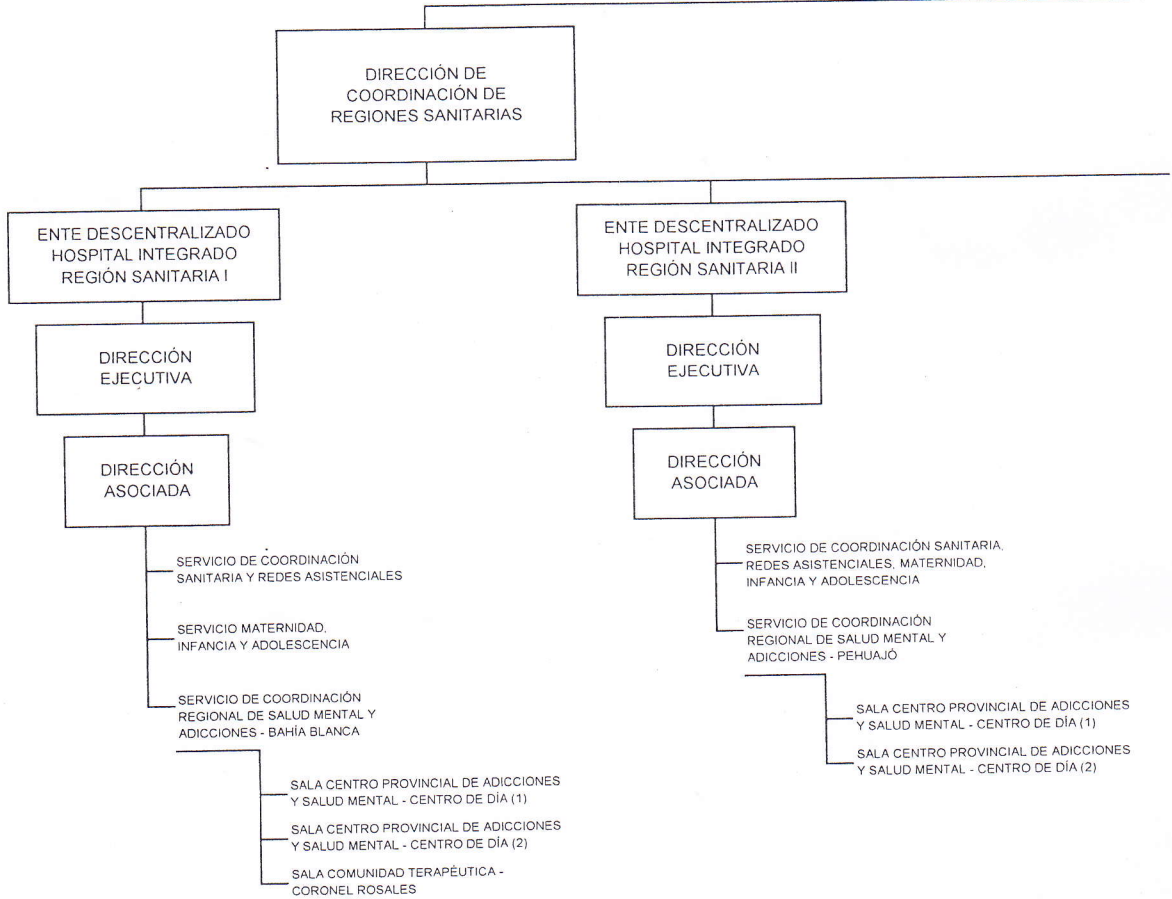 DIRECCIÓN DE
COORDINACIÓN DE
REGIONES SANITARIAS
ENTE DESCENTRALIZADO
HOSPITAL INTEGRADO
REGIÓN SANITARIA I
DIRECCIÓN
EJECUTIVA
DIRECCIÓN
ASOCIADA
SERVICIO DE COORDINACIÓN
SANITARIA Y REDES ASISTENCIALES
SERVICIO MATERNIDAD,
INFANCIA Y ADOLESCENCIA
SERVICIO DE COORDINACIÓN
REGIONAL DE SALUD MENTAL Y
ADICCIONES - BAHÍA BLANCA
SALA CENTRO PROVINCIAL DE ADICCIONES
Y SALUD MENTAL - CENTRO DE DÍA (1)
SALA CENTRO PROVINCIAL DE ADICCIONES
Y SALUD MENTAL - CENTRO DE DÍA (2)
SALA COMUNIDAD TERAPÉUTICA -
CORONEL ROSALES
ENTE DESCENTRALIZADO
HOSPITAL INTEGRADO
REGIÓN SANITARIA II
DIRECCIÓN
EJECUTIVA
DIRECCIÓN
ASOCIADA
SERVICIO DE COORDINACIÓN SANITARIA,
REDES ASISTENCIALES, MATERNIDAD,
INFANCIA Y ADOLESCENCIA
SERVICIO DE COORDINACIÓN
REGIONAL DE SALUD MENTAL Y
ADICCIONES - PEHUAJÓ
SALA CENTRO PROVINCIAL DE ADICCIONES
Y SALUD MENTAL - CENTRO DE DÍA (1)
SALA CENTRO PROVINCIAL DE ADICCIONES
Y SALUD MENTAL - CENTRO DE DÍA (2)